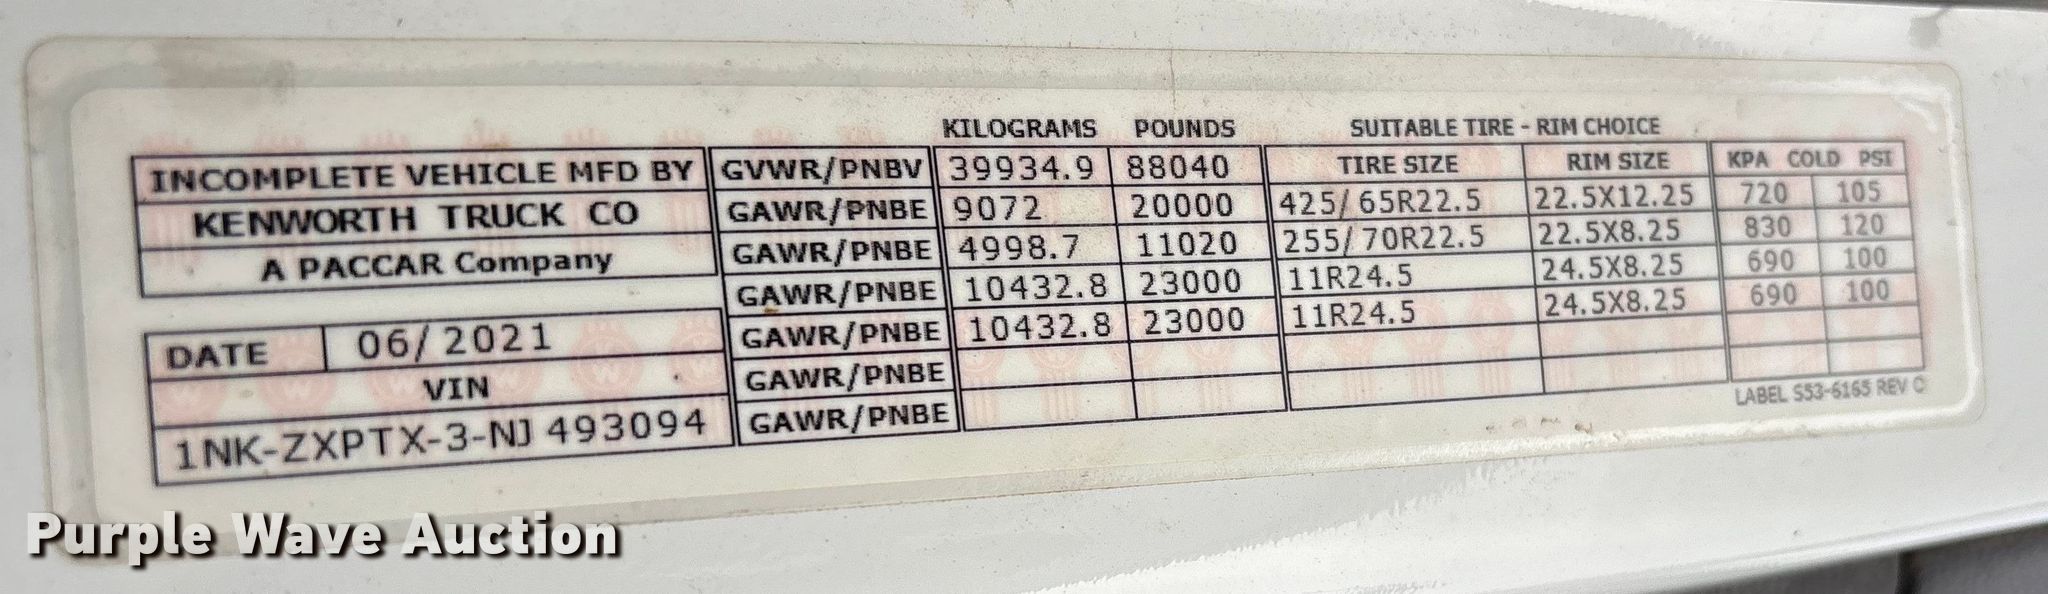 KILOGRAMS POUNDS SUITABLE TIRE - RIM CHOICE
INCOMPLETE VEHICLE MFD BY GVWR/PNBV 39934.9 88040 TIRE SIZE RIM SIZE KPA COLD PSI
KENWORTH TRUCK CO GAWR/PNBE 9072 20000 425/ 65R22.5 22.5X12.25 720 105
A PACCAR Company GAWR/PNBE 4998.7 11020 255/ 70R22.5 22.5X8.25 830 120
GAWR/PNBE 10432.8 23000 11R24.5 24.5X8.25 690 100
DATE 06/ 2021 GAWR/PNBE 10432.8 23000 11R24.5 24.5X8.25 690 100
VIN GAWR/PNBE
1NK-ZXPTX-3-NJ 493094 GAWR/PNBE
LABEL S53-6165 REV C
Purple Wave Auction